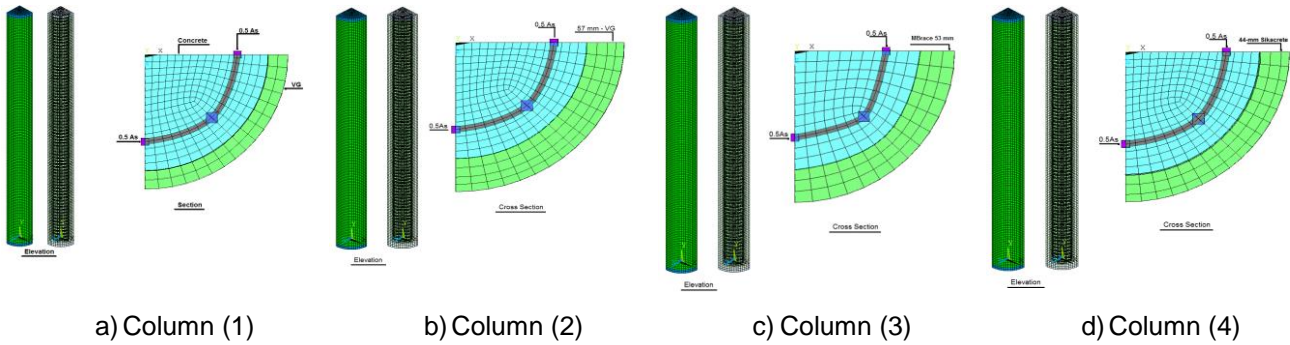 Concrete
0.5 As
VG
0.5 As
Section
Elevation
a) Column (1)
0.5 As
57 mm - VG
0.5As
Cross Section
Elevation
b) Column (2)
0.5 As
MBrace 53 mm
0.5As
Cross Section
Elevation
c) Column (3)
0.5 As
44-mm Sikacrete
0.5As
Cross Section
Elevation
d) Column (4)